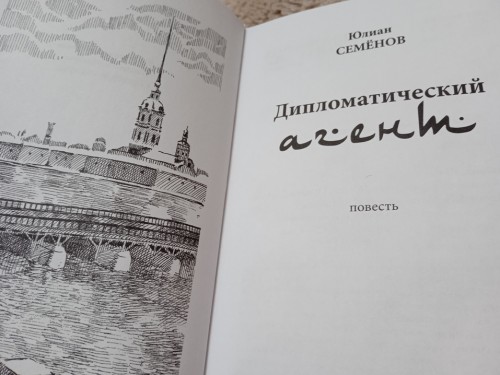 Юлиан
СЕМЁНОВ
Дипломатический
агент
повесть